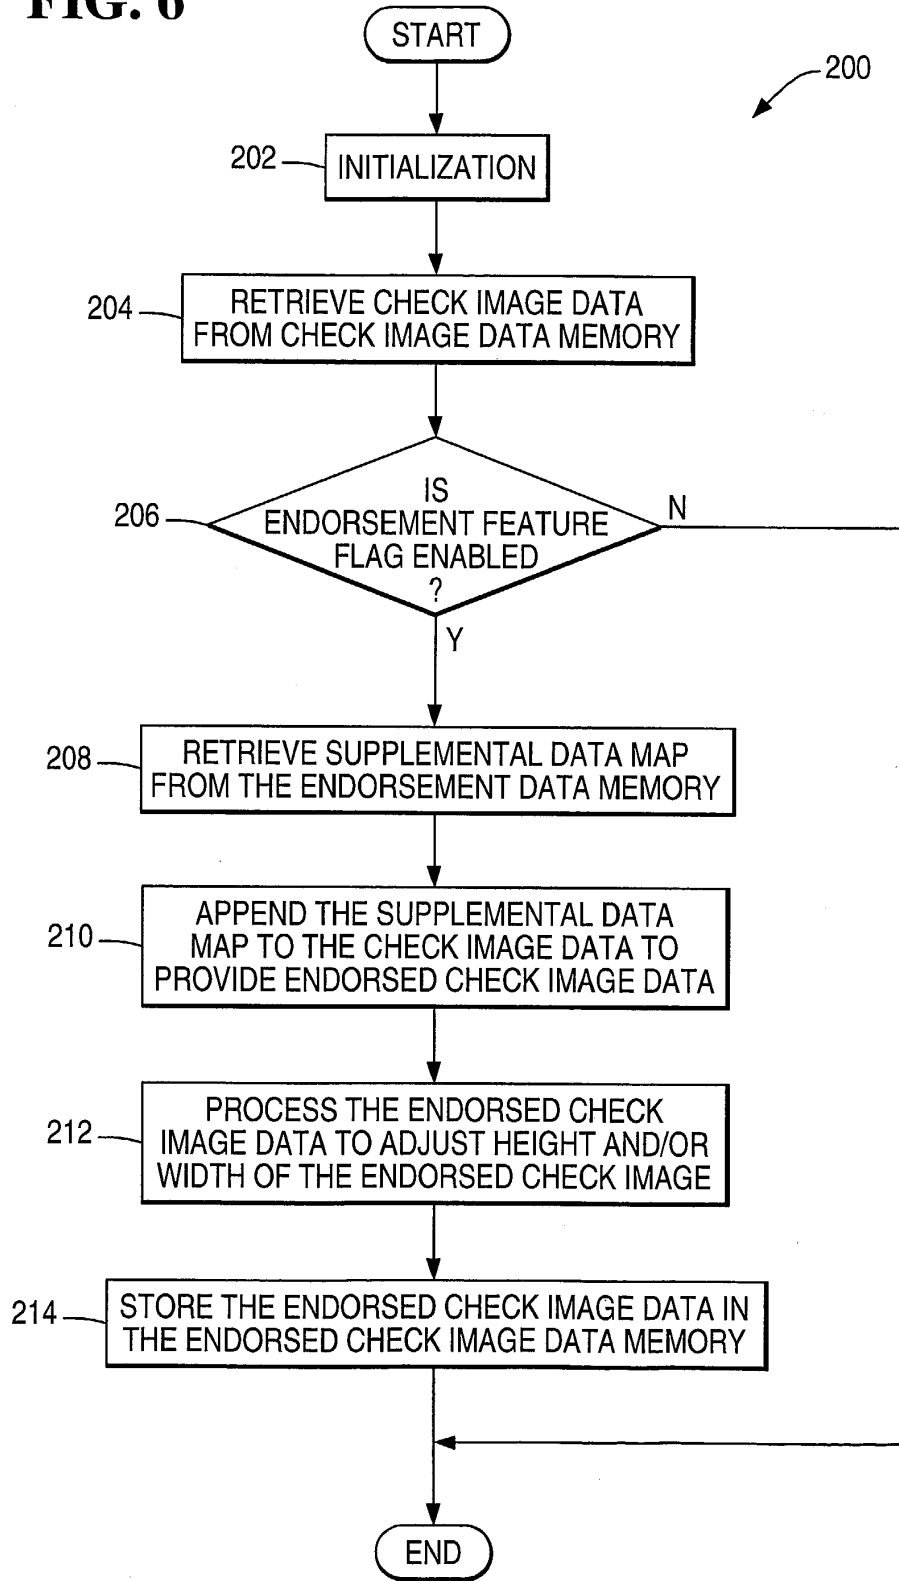 FIG. 6
START
200
202
INITIALIZATION
204
RETRIEVE CHECK IMAGE DATA
FROM CHECK IMAGE DATA MEMORY
206
IS
ENDORSEMENT FEATURE
FLAG ENABLED
?
N
Y
208
RETRIEVE SUPPLEMENTAL DATA MAP
FROM THE ENDORSEMENT DATA MEMORY
210
APPEND THE SUPPLEMENTAL DATA
MAP TO THE CHECK IMAGE DATA TO
PROVIDE ENDORSED CHECK IMAGE DATA
212
PROCESS THE ENDORSED CHECK
IMAGE DATA TO ADJUST HEIGHT AND/OR
WIDTH OF THE ENDORSED CHECK IMAGE
214
STORE THE ENDORSED CHECK IMAGE DATA IN
THE ENDORSED CHECK IMAGE DATA MEMORY
END